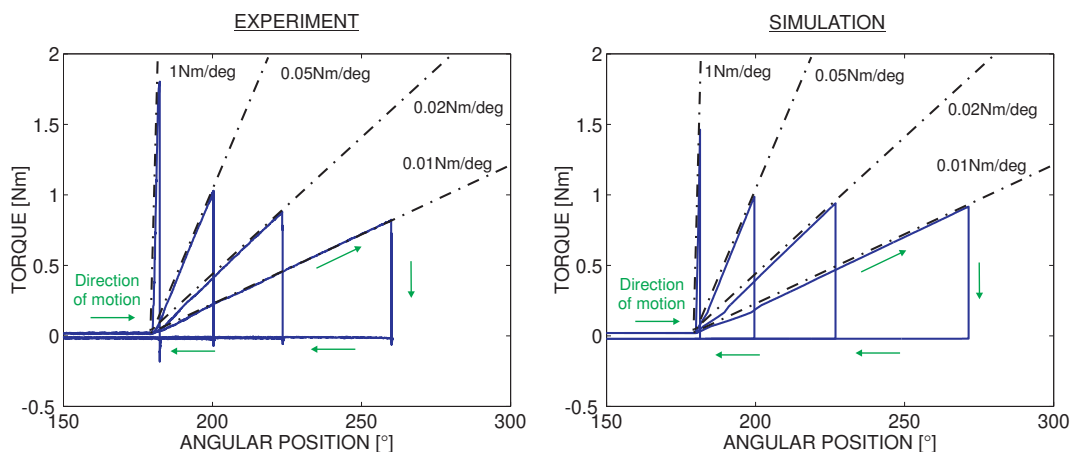 EXPERIMENT
2
1.5
1
0.5
0
-0.5
TORQUE [Nm]
1Nm/deg
0.05Nm/deg
0.02Nm/deg
0.01Nm/deg
Direction
of motion
150
200
250
300
ANGULAR POSITION [°]
SIMULATION
2
1.5
1
0.5
0
-0.5
TORQUE [Nm]
1Nm/deg
0.05Nm/deg
0.02Nm/deg
0.01Nm/deg
Direction
of motion
150
200
250
300
ANGULAR POSITION [°]